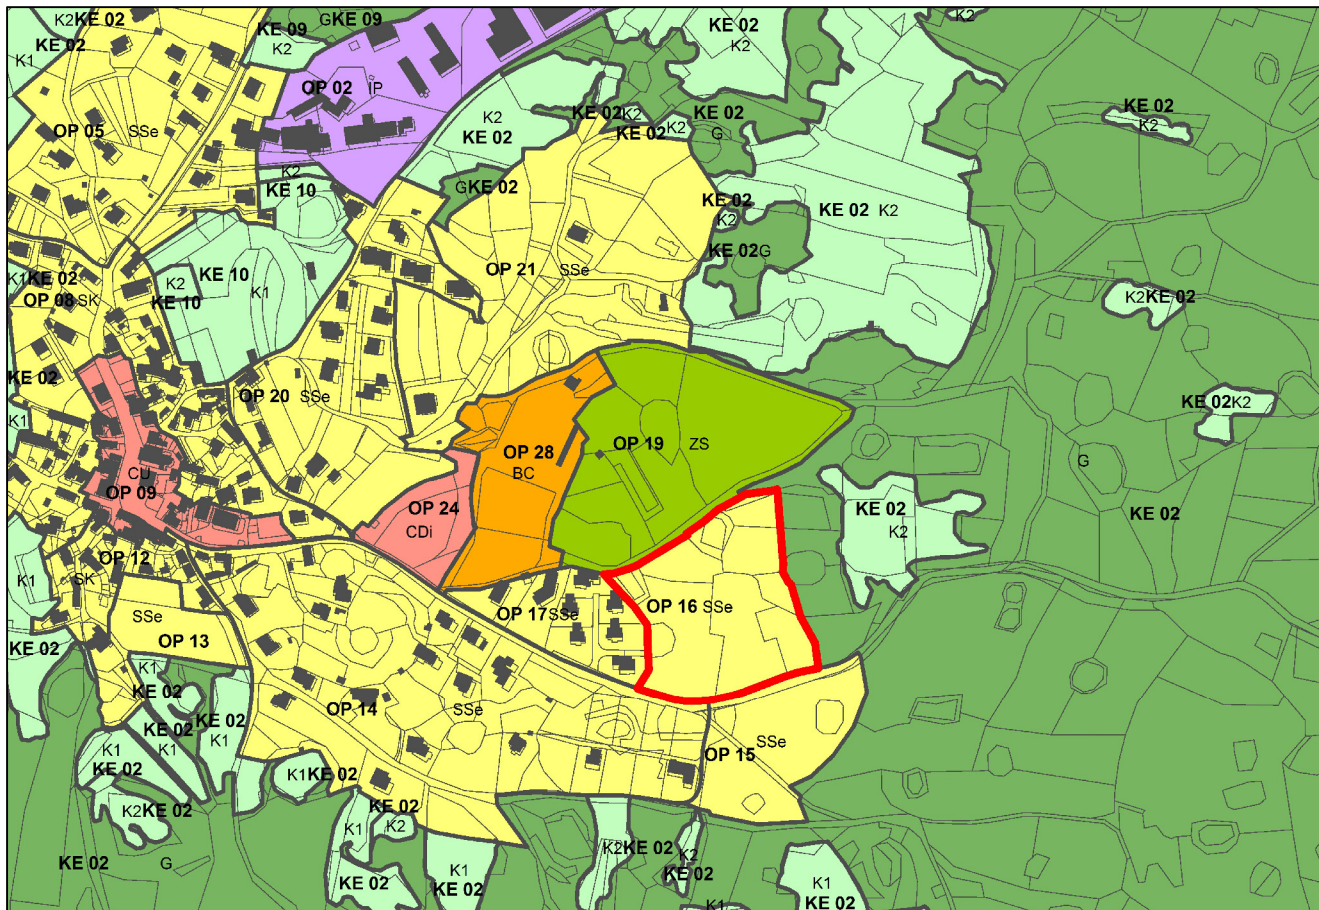 K2 KE 02
KE 02
K1
KE 09
K2
G KE 09
OP 02 IP
KE 02
K2
K2
KE 02
KE 02 K2
KE 02 K2
KE 02
G
KE 02
K2
OP 05 SSe
K2
KE 10
G KE 02
KE 02
K2
KE 02 K2
KE 02 G
K1 KE 02
OP 08 SK
K2
KE 10
KE 10
K1
OP 21 SSe
K2 KE 02
KE 02
K1
OP 20 SSe
KE 02 K2
CU
OP 09
OP 28
BC
OP 19 ZS
G
KE 02
OP 24
CDi
KE 02
K2
OP 12
SK
K1
SSe
OP 13
OP 17 SSe
OP 16 SSe
KE 02
K1
KE 02
KE 02
K1
KE 02
K1
OP 14 SSe
OP 15 SSe
K1
KE 02
K2 KE 02
K1 KE 02
KE 02
K1
K2
KE 02
KE 02 G
K1
KE 02
K2 KE 02
K2
KE 02
K1
K1
KE 02